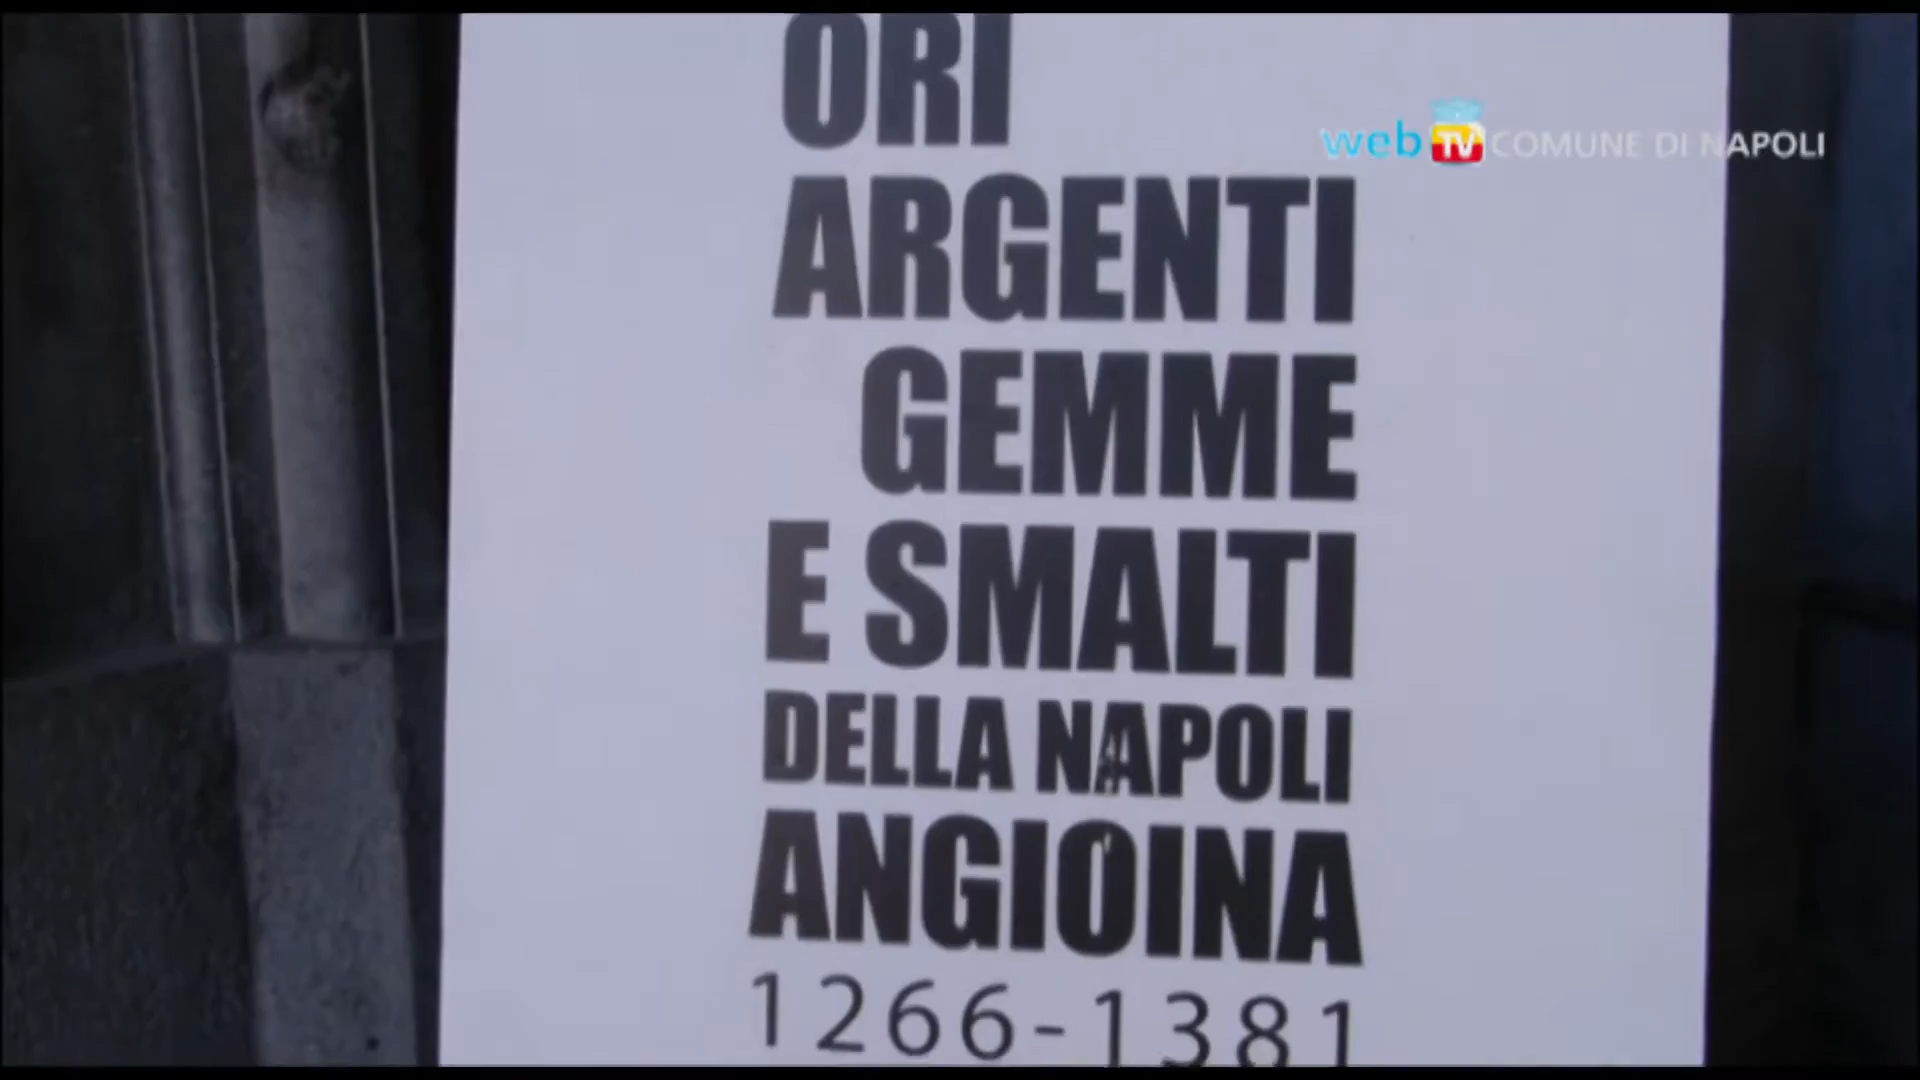 ORI
web TV COMUNE DI NAPOLI
ARGENTI
GEMME
E SMALTI
DELLA NAPOLI
ANGIOINA
1266-1381